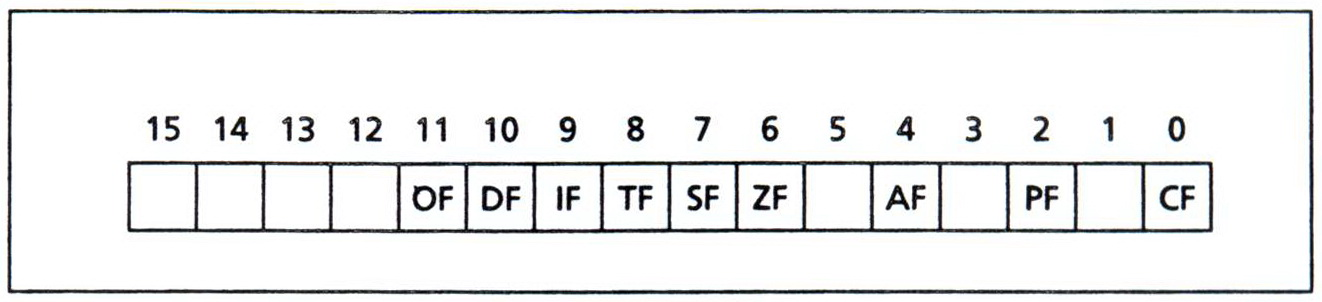 15 14 13 12 11 10 9 8 7 6 5 4 3 2 1 0
OF DF IF TF SF ZF AF PF CF